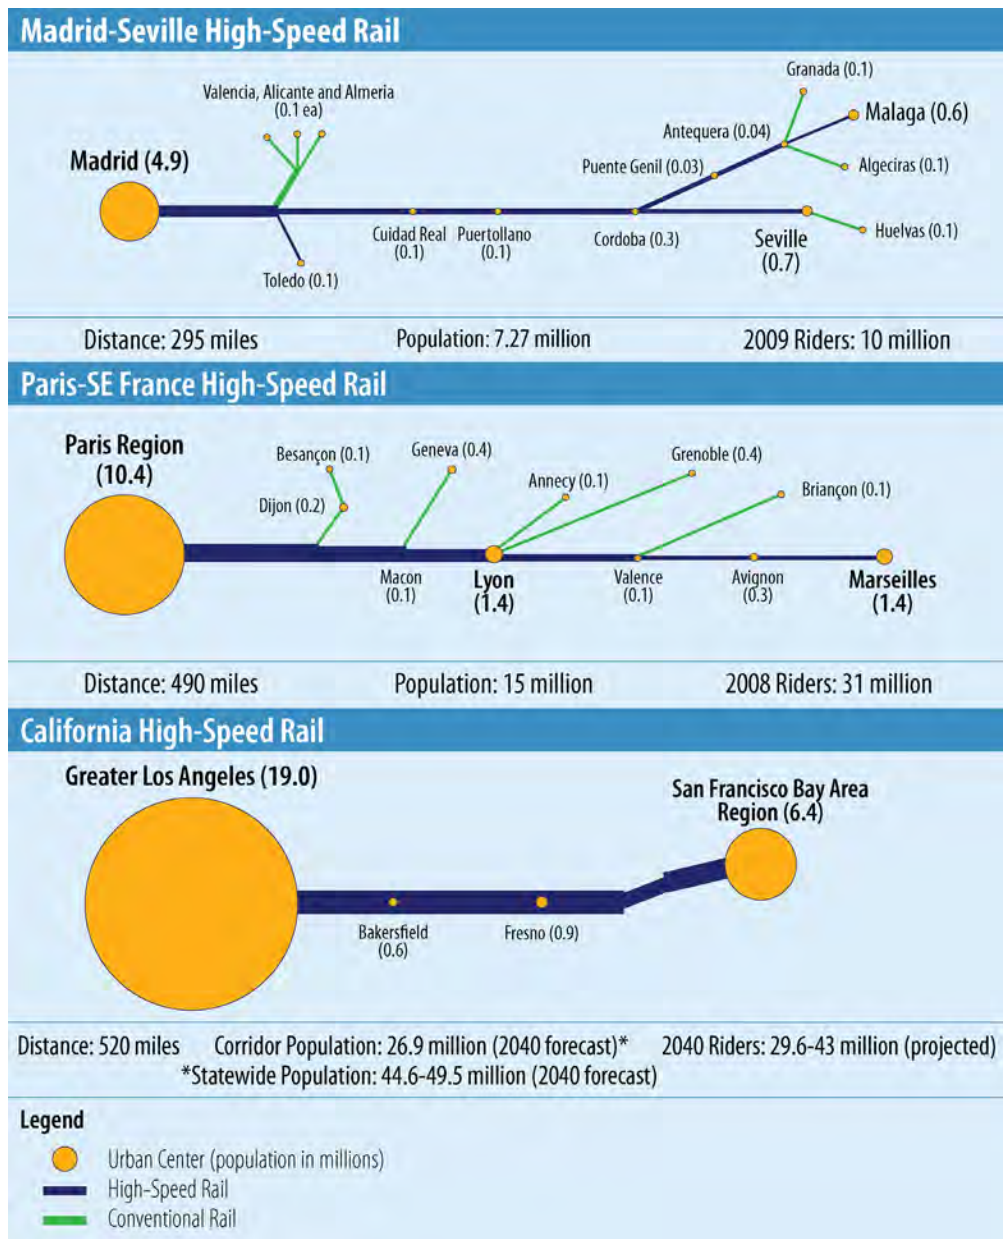 Madrid-Seville High-Speed Rail
Granada (0.1)
Valencia, Alicante and Almeria
(0.1 ea)
Malaga (0.6)
Antequera (0.04)
Madrid (4.9)
Puente Genil (0.03)
Algeciras (0.1)
Cuidad Real
(0.1)
Puertollano
(0.1)
Cordoba (0.3)
Seville
(0.7)
Huelvas (0.1)
Toledo (0.1)
Distance: 295 miles
Population: 7.27 million
2009 Riders: 10 million
Paris-SE France High-Speed Rail
Paris Region
(10.4)
Besançon (0.1)
Geneva (0.4)
Grenoble (0.4)
Annecy (0.1)
Briançon (0.1)
Dijon (0.2)
Macon
(0.1)
Lyon
(1.4)
Valence
(0.1)
Avignon
(0.3)
Marseilles
(1.4)
Distance: 490 miles
Population: 15 million
2008 Riders: 31 million
California High-Speed Rail
Greater Los Angeles (19.0)
San Francisco Bay Area
Region (6.4)
Bakersfield
(0.6)
Fresno (0.9)
Distance: 520 miles
Corridor Population: 26.9 million (2040 forecast)*
2040 Riders: 29.6-43 million (projected)
*Statewide Population: 44.6-49.5 million (2040 forecast)
Legend
Urban Center (population in millions)
High-Speed Rail
Conventional Rail